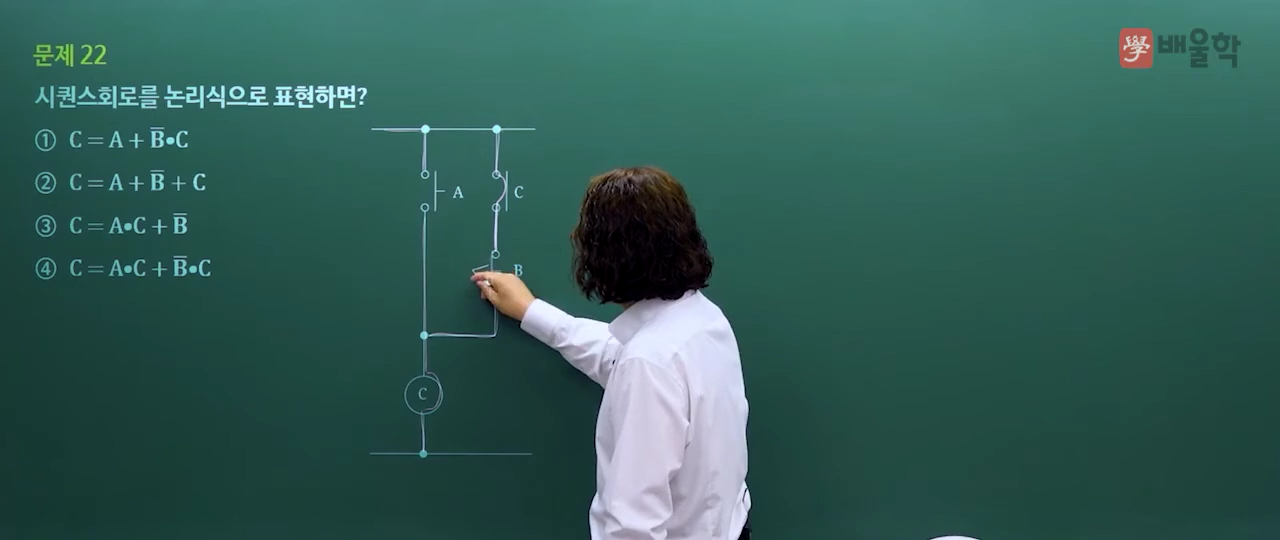 문제 22
學 배울학
시퀀스회로를 논리식으로 표현하면?
① C = A + B̅•C
② C = A + B̅ + C
③ C = A•C + B̅
④ C = A•C + B̅•C
A
C
B
C